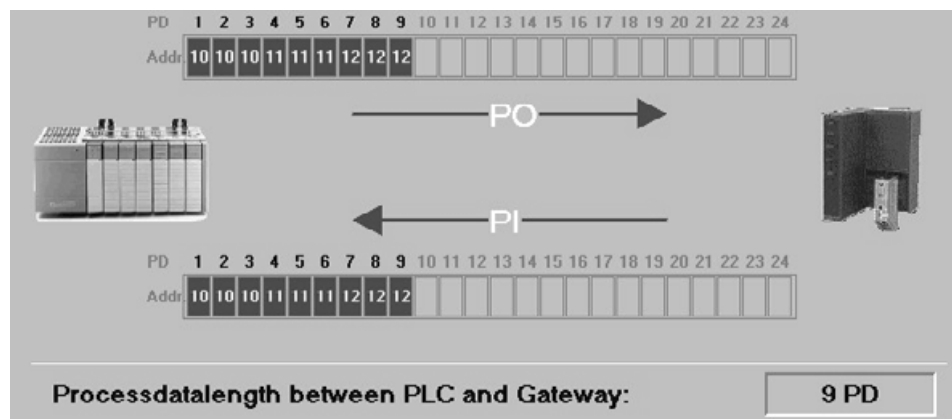 PD 1 2 3 4 5 6 7 8 9 10 11 12 13 14 15 16 17 18 19 20 21 22 23 24
Addr. 10 10 10 11 11 11 12 12 12
PO
PI
PD 1 2 3 4 5 6 7 8 9 10 11 12 13 14 15 16 17 18 19 20 21 22 23 24
Addr. 10 10 10 11 11 11 12 12 12
Processdatalength between PLC and Gateway: 9 PD